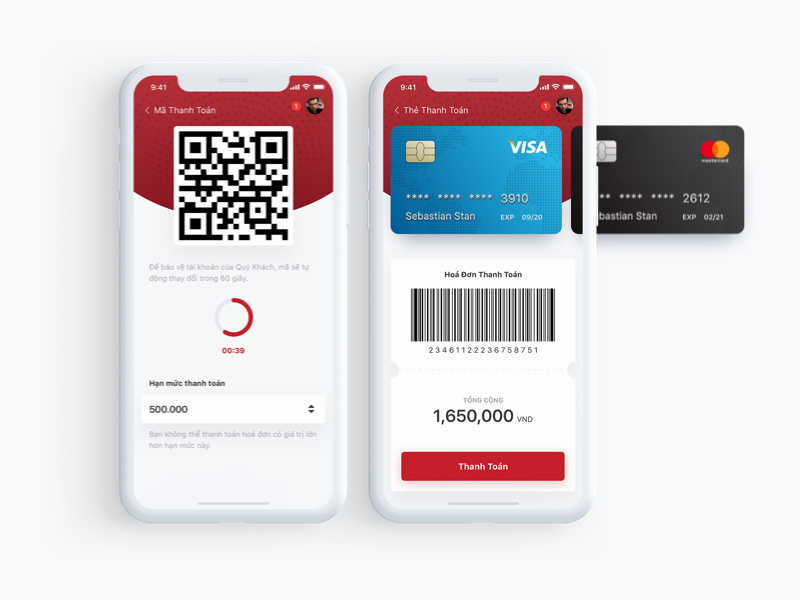 9:41
Mã Thanh Toán
1
Để bảo vệ tài khoản của Quý Khách, mã sẽ tự
động thay đổi trong 60 giây.
00:39
Hạn mức thanh toán
500.000
Bạn không thể thanh toán hoá đơn có giá trị lớn
hơn hạn mức này.
9:41
Thẻ Thanh Toán
1
VISA
**** **** **** 3910
Sebastian Stan EXP 09/20
mastercard
** **** **** 2612
bastian Stan EXP 02/21
Hoá Đơn Thanh Toán
23461122236758751
TỔNG CỘNG
1,650,000 VND
Thanh Toán